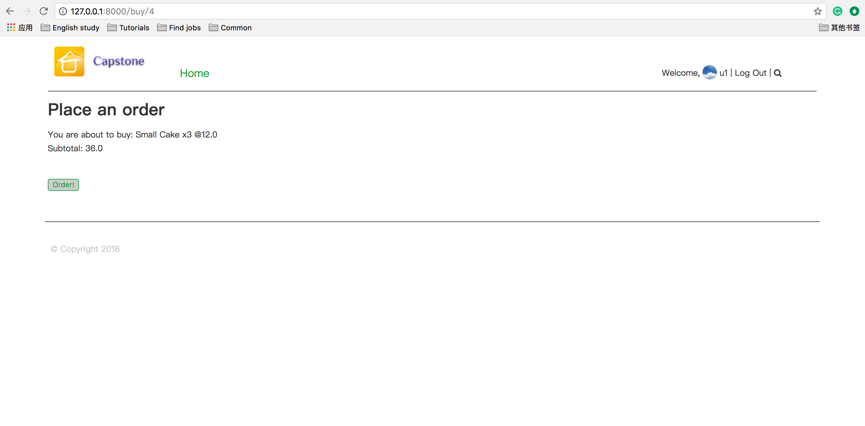 127.0.0.1:8000/buy/4
应用 English study Tutorials Find jobs Common 其他书签
Capstone
Home
Welcome, u1 | Log Out |
Place an order
You are about to buy: Small Cake x3 @12.0
Subtotal: 36.0
Order!
© Copyright 2018